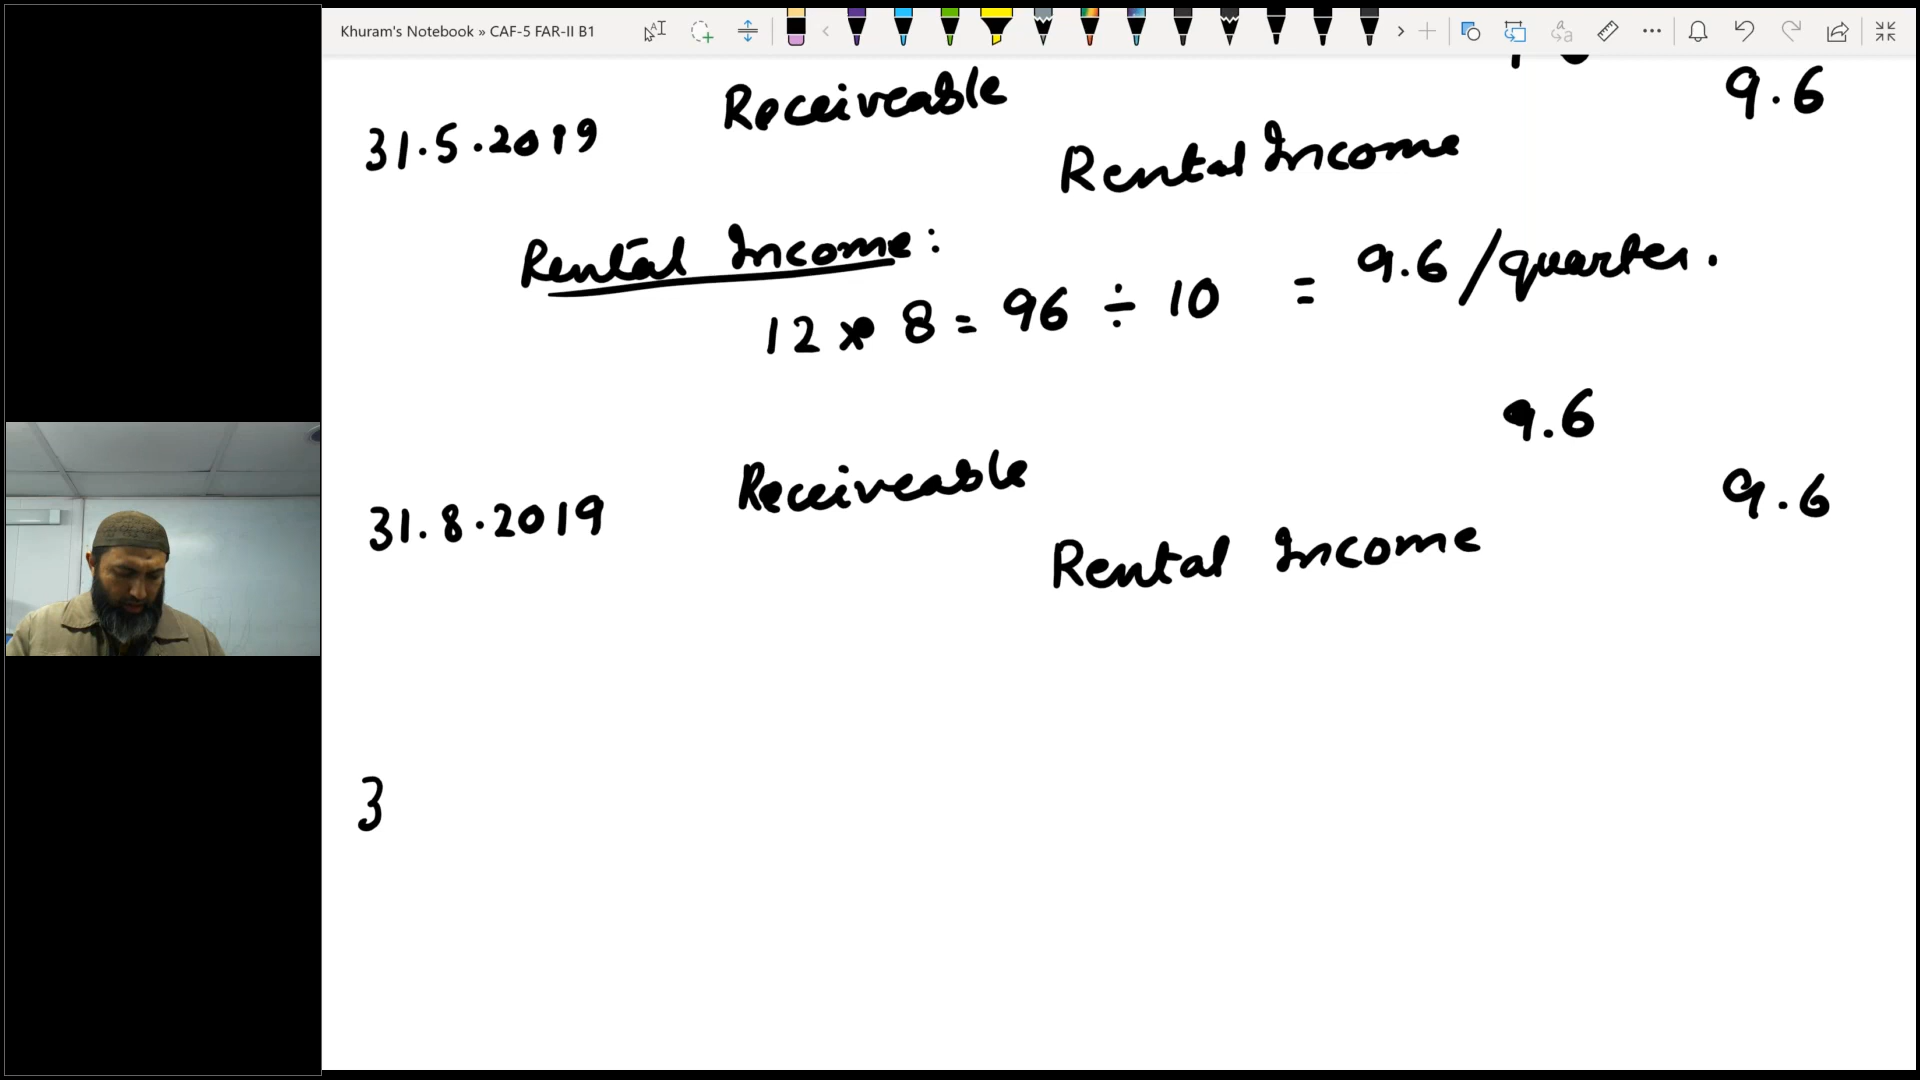 Khuram's Notebook » CAF-5 FAR-II B1
9.6
31.5.2019 Receiveable
Rental Income
Rental Income:
12 × 8 = 96 ÷ 10 = 9.6 /quarter.
9.6
31.8.2019 Receiveable 9.6
Rental Income
3